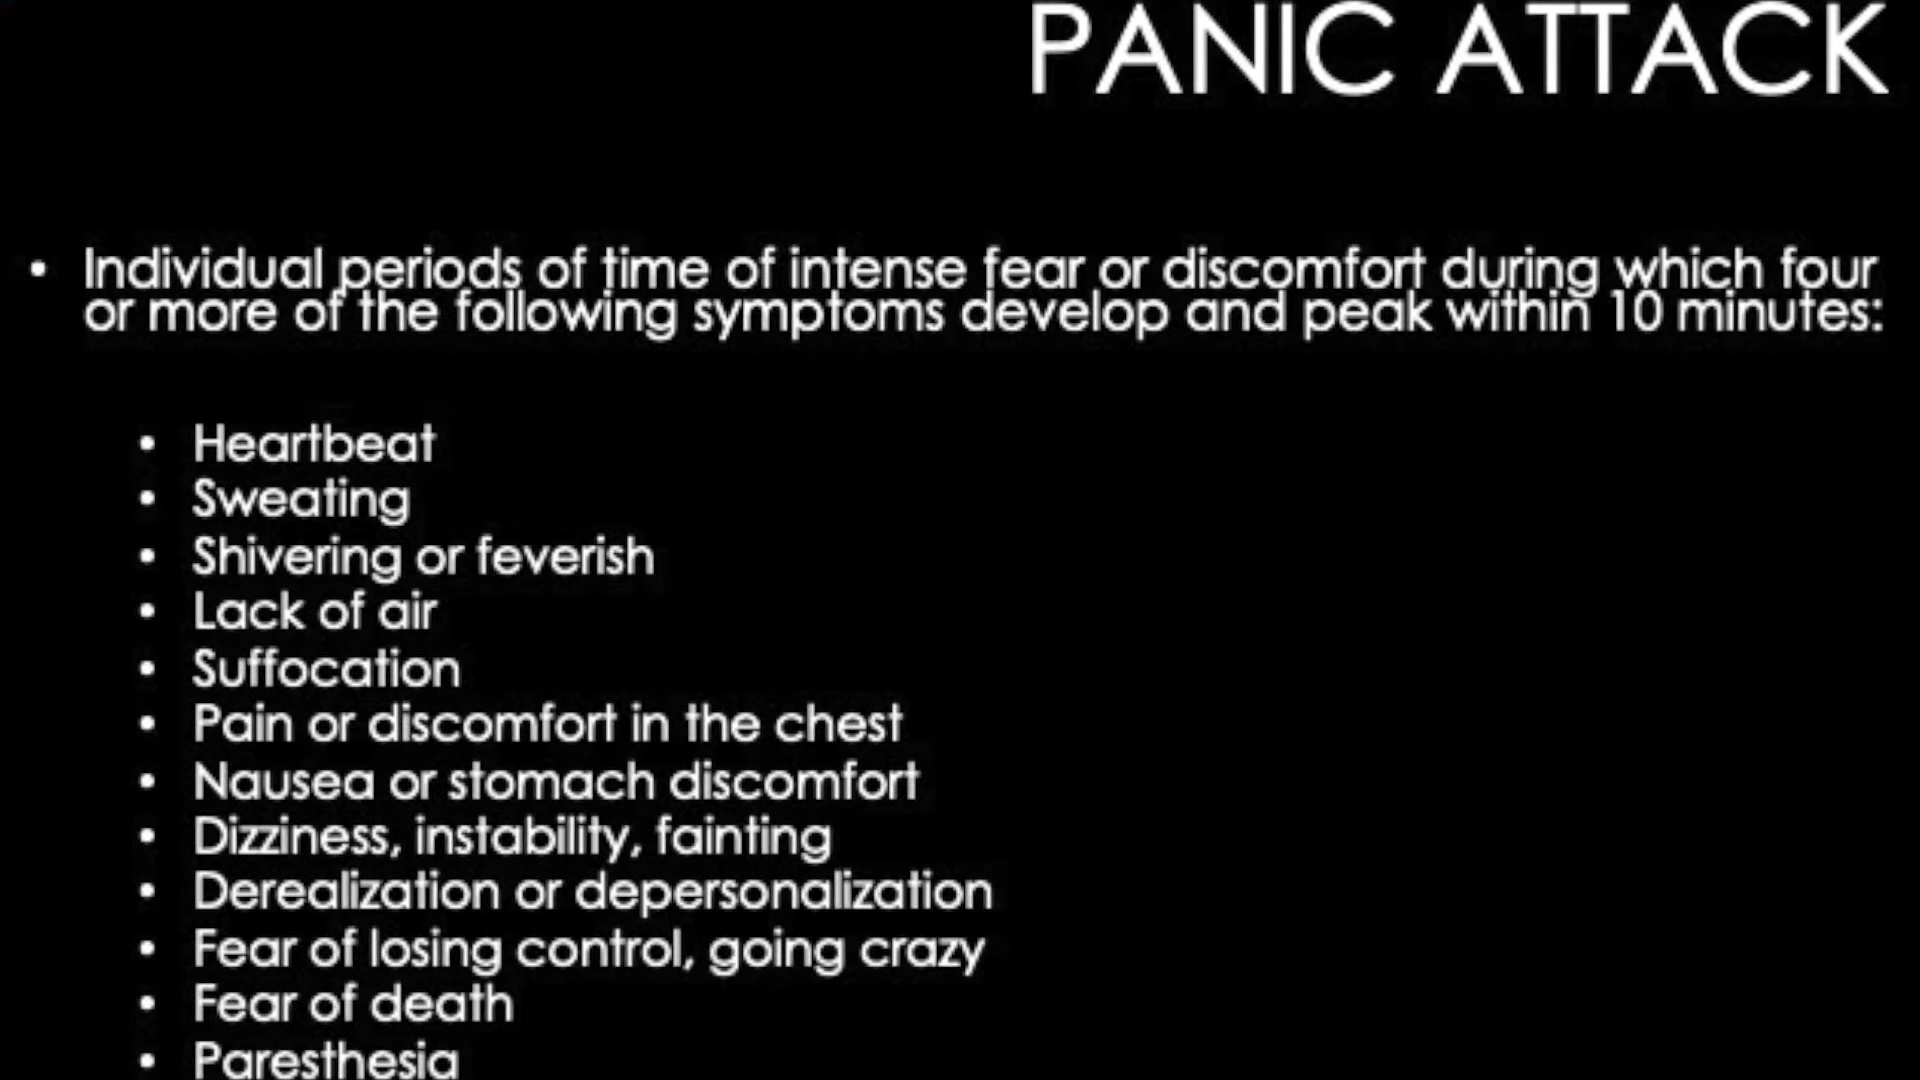 PANIC ATTACK
• Individual periods of time of intense fear or discomfort during which four
or more of the following symptoms develop and peak within 10 minutes:
• Heartbeat
• Sweating
• Shivering or feverish
• Lack of air
• Suffocation
• Pain or discomfort in the chest
• Nausea or stomach discomfort
• Dizziness, instability, fainting
• Derealization or depersonalization
• Fear of losing control, going crazy
• Fear of death
• Paresthesia